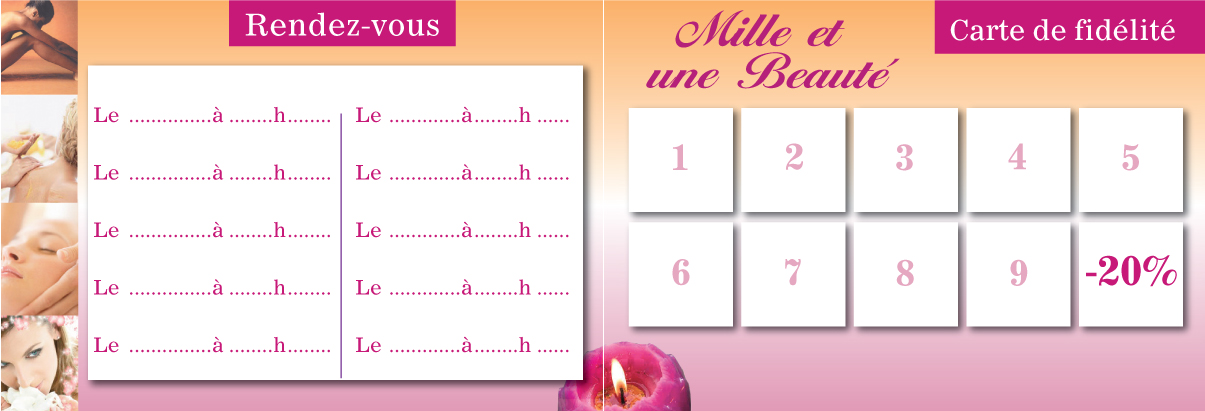 Rendez-vous
Le ...............à ........h........
Le .............à........h ......
Le ...............à ........h........
Le .............à........h ......
Le ...............à ........h........
Le .............à........h ......
Le ...............à ........h........
Le .............à........h ......
Le ...............à ........h........
Le .............à........h ......
Mille et
une Beauté
Carte de fidélité
1 2 3 4 5
6 7 8 9 -20%